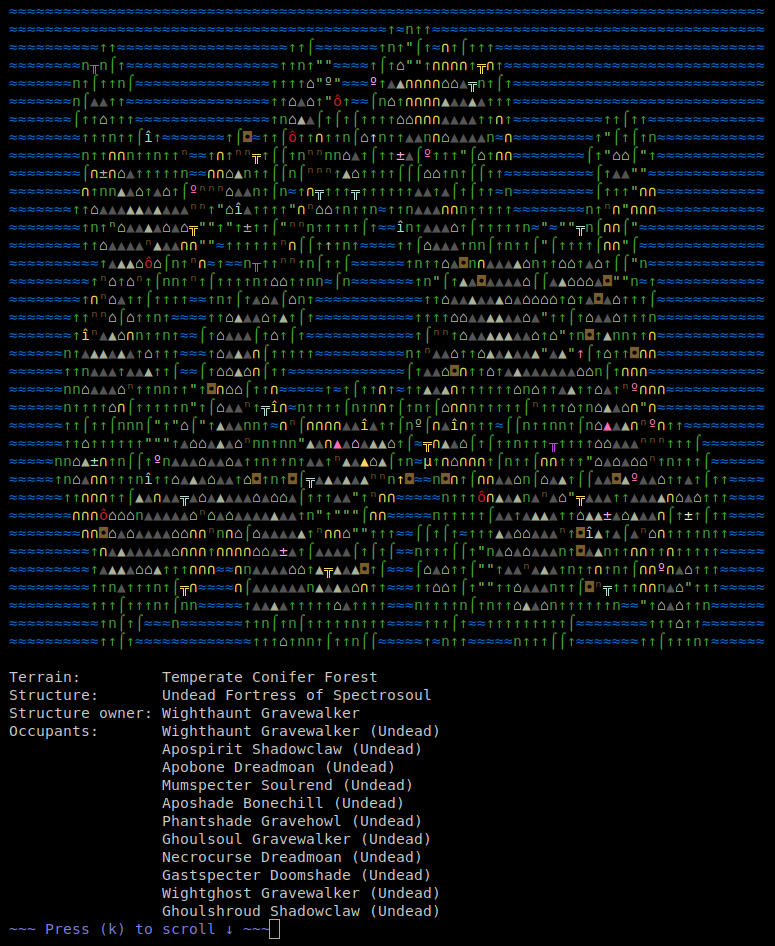 Terrain: Temperate Conifer Forest
Structure: Undead Fortress of Spectrosoul
Structure owner: Wighthaunt Gravewalker
Occupants: Wighthaunt Gravewalker (Undead)
Apospirit Shadowclaw (Undead)
Apobone Dreadmoan (Undead)
Mumspecter Soulrend (Undead)
Aposhade Bonechill (Undead)
Phantshade Gravehowl (Undead)
Ghoulsoul Gravewalker (Undead)
Necrocurse Dreadmoan (Undead)
Gastspecter Doomshade (Undead)
Wightghost Gravewalker (Undead)
Ghoulshroud Shadowclaw (Undead)
~~~ Press (k) to scroll ↓ ~~~